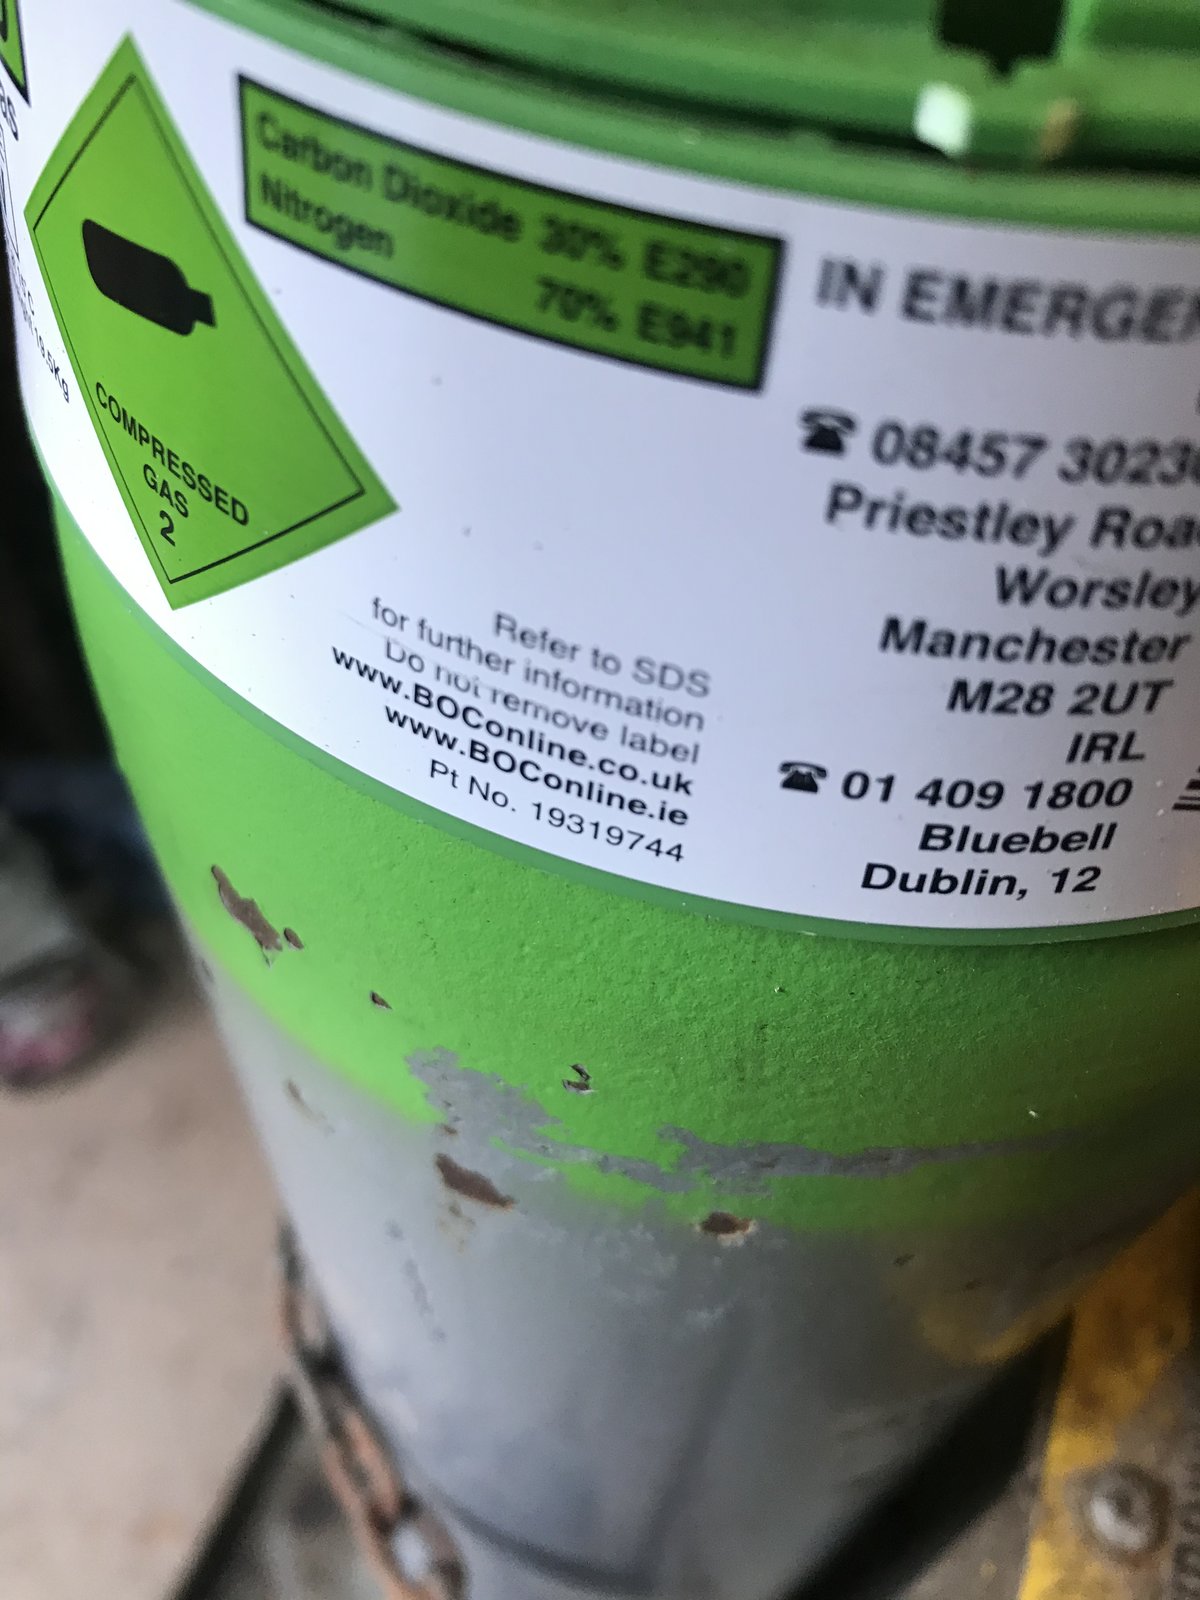 COMPRESSED
GAS
2
Carbon Dioxide 30% E290
Nitrogen 70% E941
Refer to SDS
for further information
Do not remove label
www.BOConline.co.uk
www.BOConline.ie
Pt No. 19319744
IN EMERGE
☎ 08457 3023
Priestley Roa
Worsley
Manchester
M28 2UT
IRL
☎ 01 409 1800
Bluebell
Dublin, 12